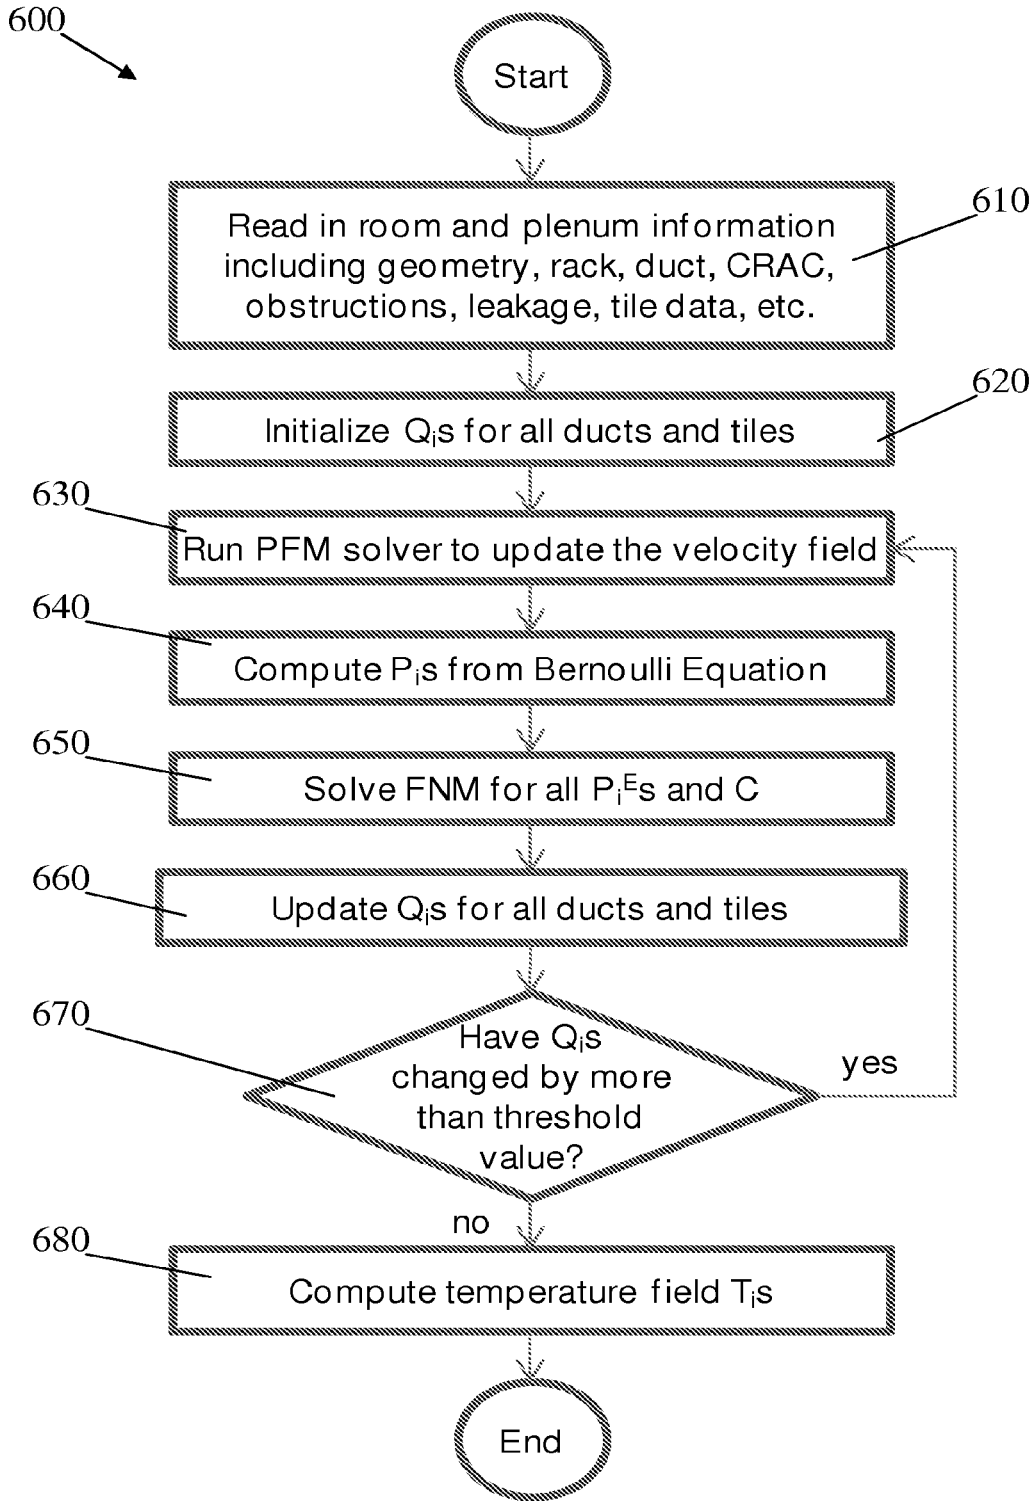 600
Start
Read in room and plenum information
including geometry, rack, duct, CRAC,
obstructions, leakage, tile data, etc.
610
620
Initialize Qᵢs for all ducts and tiles
630
Run PFM solver to update the velocity field
640
Compute Pᵢs from Bernoulli Equation
650
Solve FNM for all Pᵢᴱs and C
660
Update Qᵢs for all ducts and tiles
670
Have Qᵢs
changed by more
than threshold
value?
yes
no
680
Compute temperature field Tᵢs
End